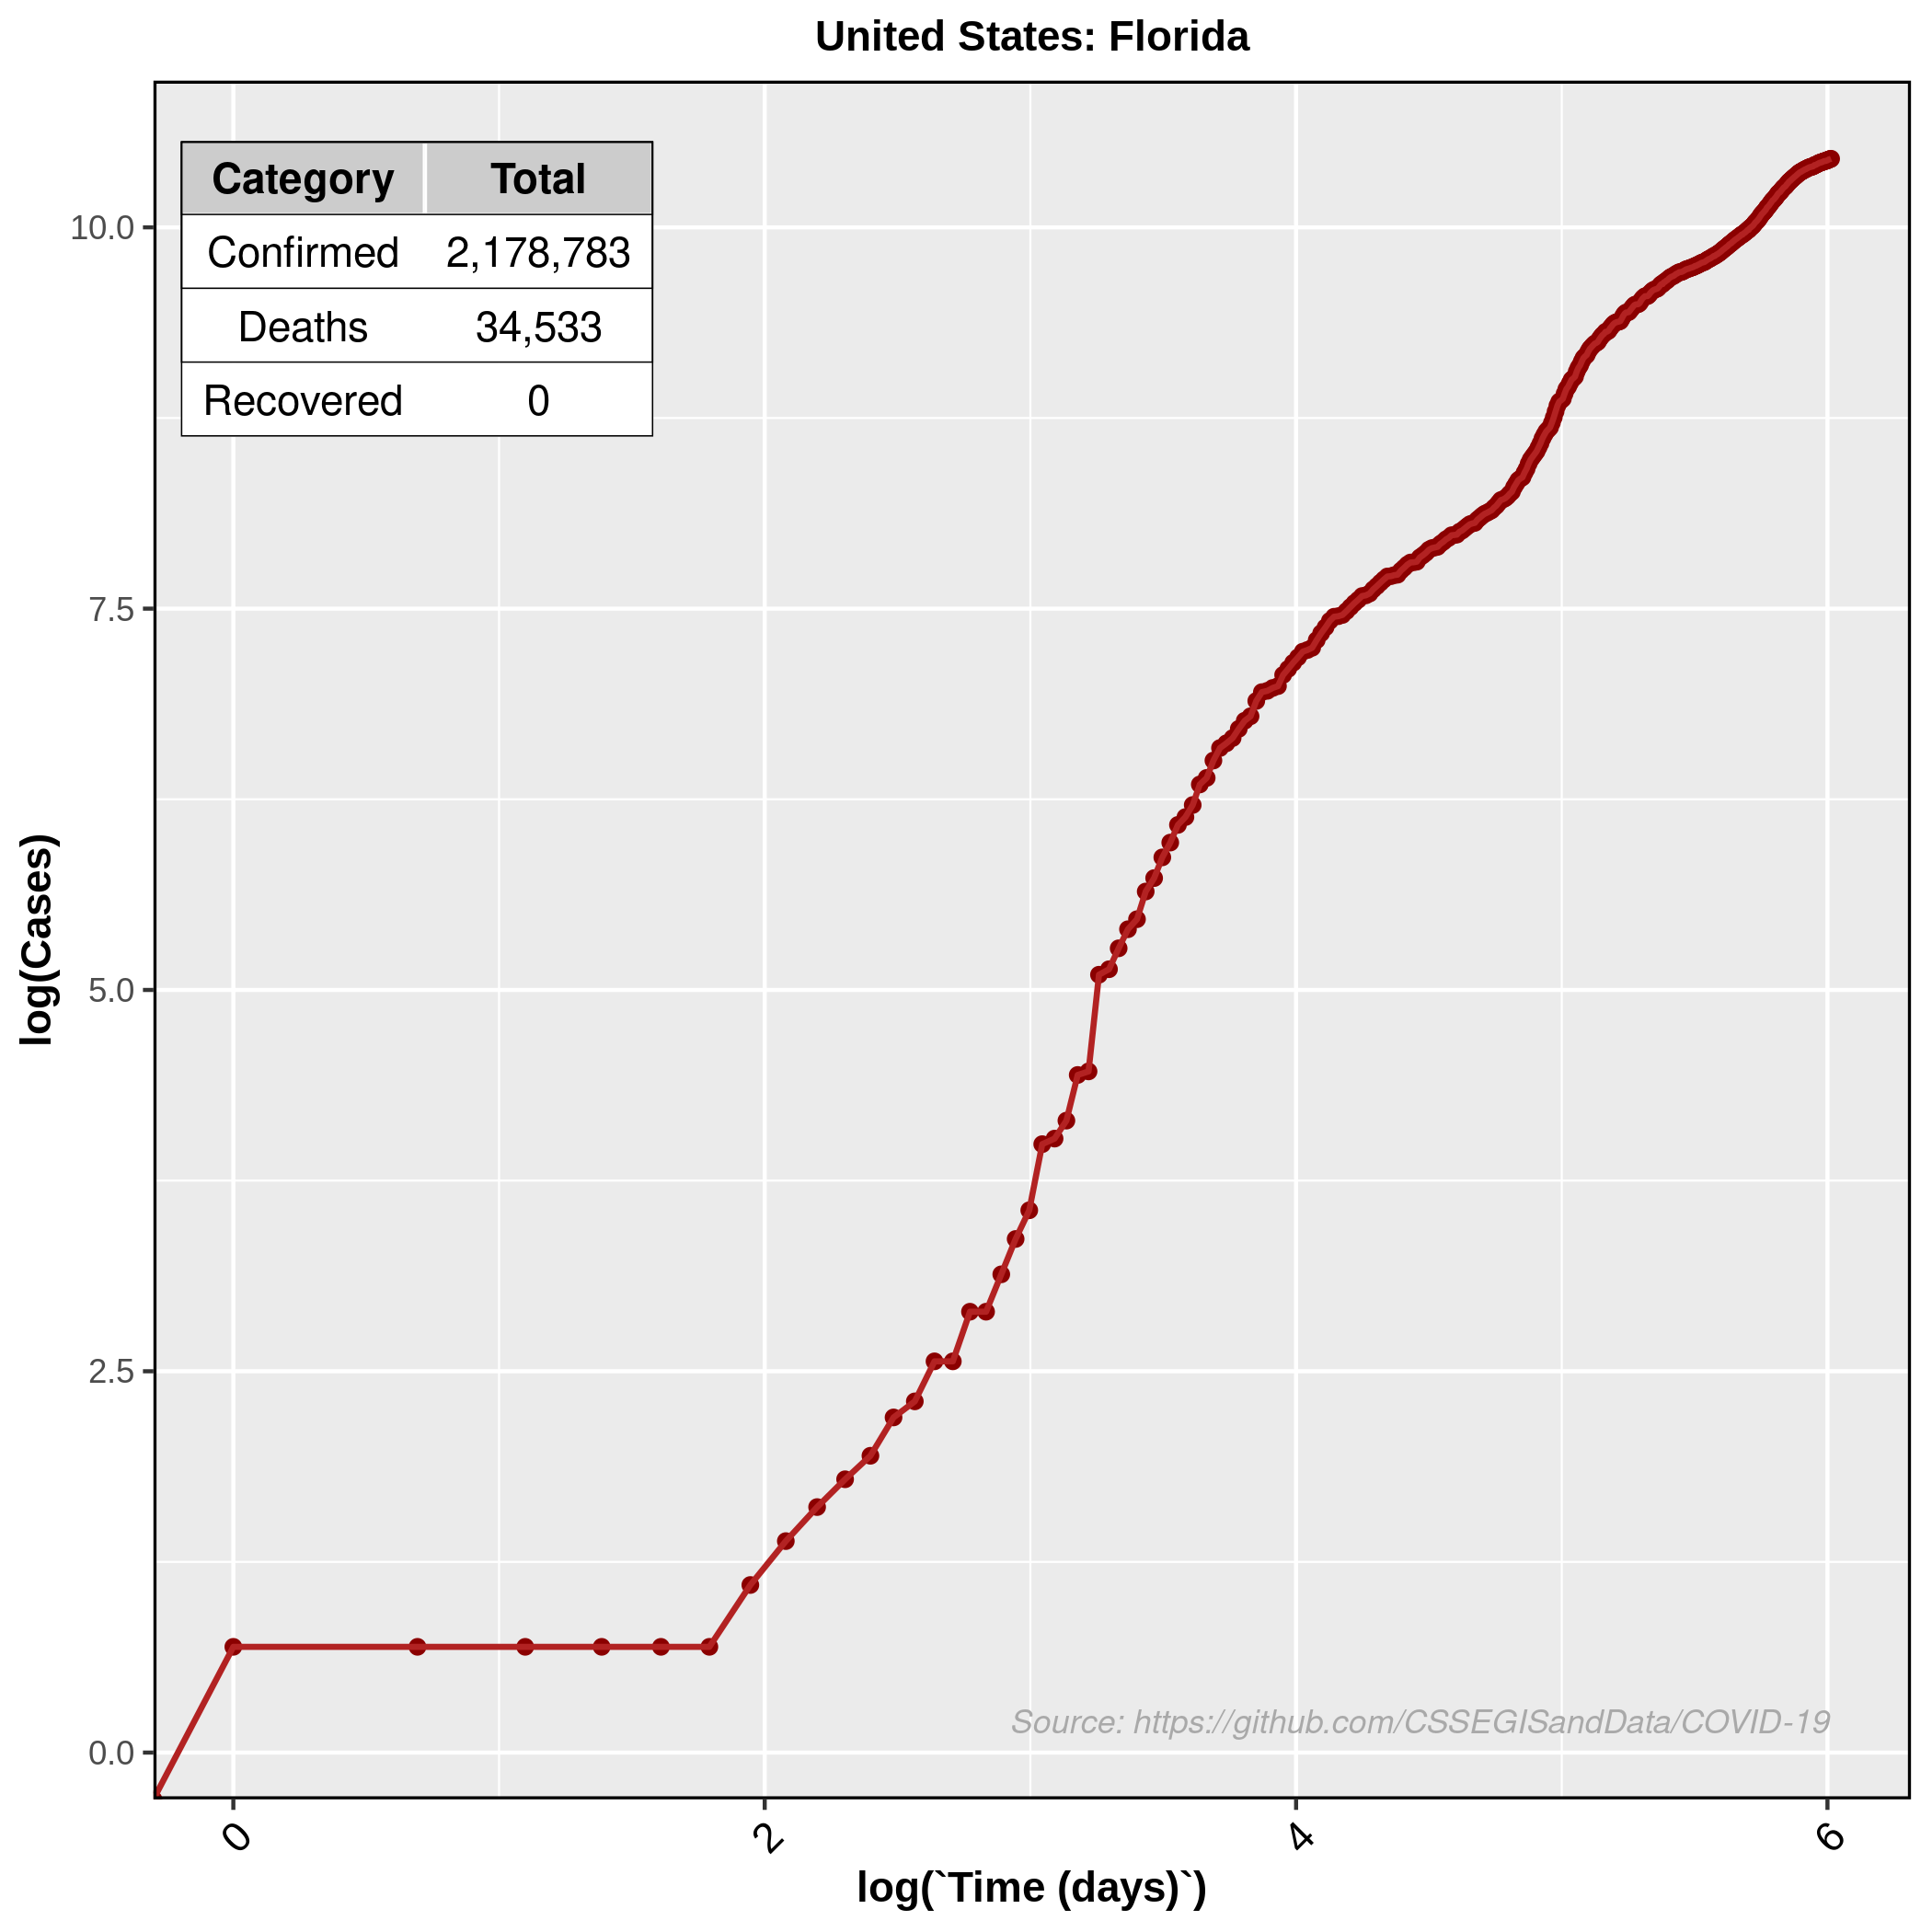 United States: Florida
Category Total
Confirmed 2,178,783
Deaths 34,533
Recovered 0
10.0
7.5
5.0
2.5
0.0
log(Cases)
Source: https://github.com/CSSEGISandData/COVID-19
0 2 4 6
log(`Time (days)`)